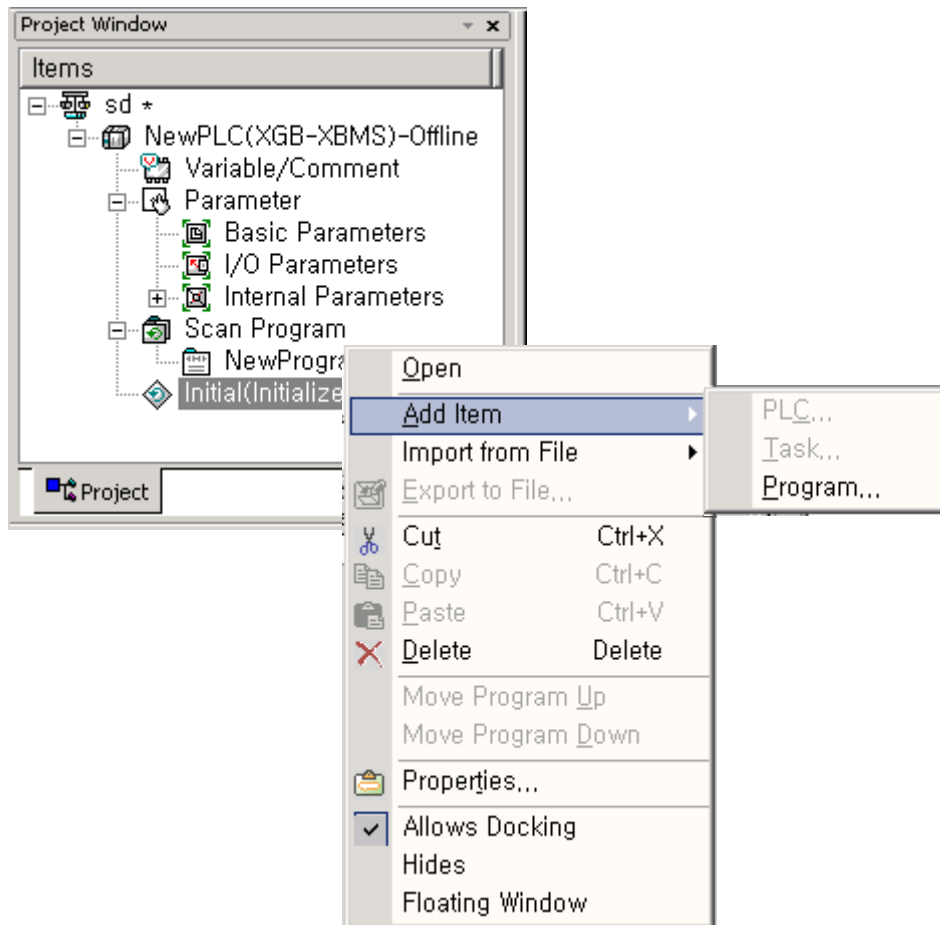 Project Window
Items
sd *
NewPLC(XGB-XBMS)-Offline
Variable/Comment
Parameter
Basic Parameters
I/O Parameters
Internal Parameters
Scan Program
NewProgra
Initial(Initialize
Project
Open
Add Item
Import from File
Export to File...
Cut Ctrl+X
Copy Ctrl+C
Paste Ctrl+V
Delete Delete
Move Program Up
Move Program Down
Properties...
Allows Docking
Hides
Floating Window
PLC...
Task...
Program...